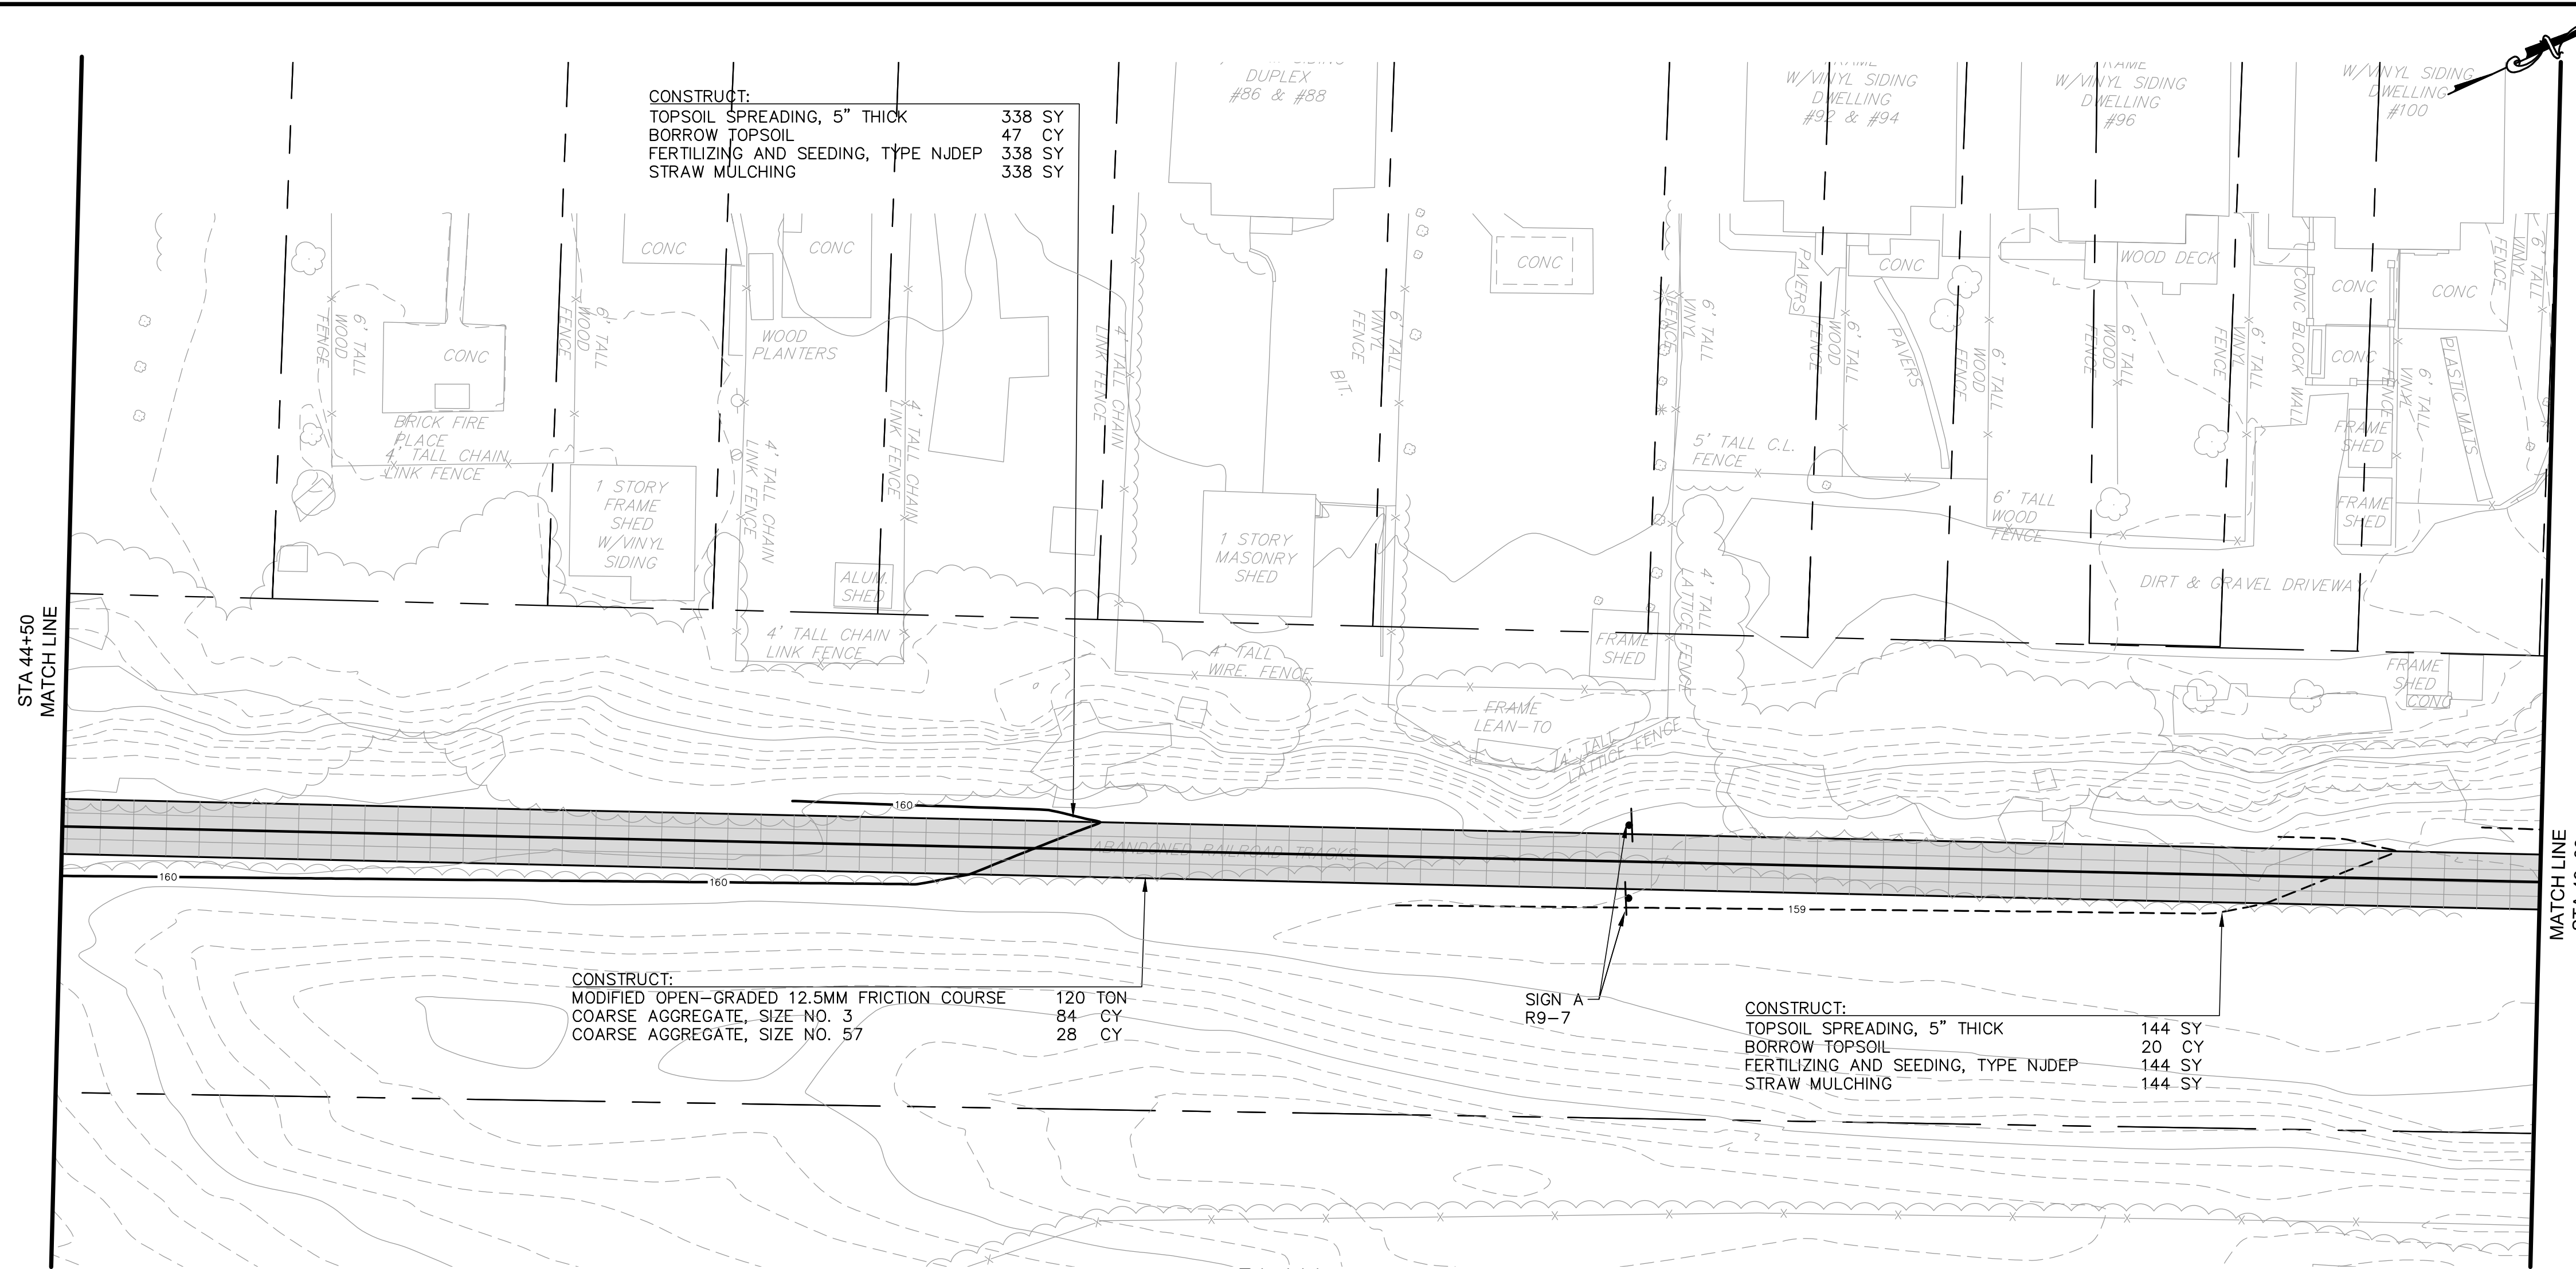 DUPLEX
#86 & #88
W/VINYL SIDING
DWELLING
#92 & #94
W/VINYL SIDING
DWELLING
#96
W/VINYL SIDING
DWELLING
#100
CONSTRUCT:
TOPSOIL SPREADING, 5" THICK 338 SY
BORROW TOPSOIL 47 CY
FERTILIZING AND SEEDING, TYPE NJDEP 338 SY
STRAW MULCHING 338 SY
CONC
CONC
CONC
CONC
WOOD DECK
CONC
CONC
CONC
CONC
6' TALL
WOOD
FENCE
6' TALL
WOOD
FENCE
WOOD
PLANTERS
4' TALL CHAIN
LINK FENCE
BIT.
6' TALL
VINYL
FENCE
6' TALL
VINYL
FENCE
PAVERS
6' TALL
WOOD
FENCE
PAVERS
6' TALL
WOOD
FENCE
6' TALL
WOOD
FENCE
6' TALL
VINYL
FENCE
CONC BLOCK WALL
6' TALL
VINYL
FENCE
PLASTIC MATS
6' TALL
VINYL
FENCE
BRICK FIRE
PLACE
4' TALL CHAIN
LINK FENCE
4' TALL CHAIN
LINK FENCE
4' TALL CHAIN
LINK FENCE
5' TALL C.L.
FENCE
FRAME
SHED
FRAME
SHED
1 STORY
FRAME
SHED
W/VINYL
SIDING
1 STORY
MASONRY
SHED
6' TALL
WOOD
FENCE
ALUM.
SHED
4' TALL
LATTICE FENCE
DIRT & GRAVEL DRIVEWAY
4' TALL CHAIN
LINK FENCE
4' TALL
WIRE. FENCE
FRAME
SHED
FRAME
SHED
CONC
FRAME
LEAN-TO
4' TALL
LATTICE FENCE
STA 44+50
MATCH LINE
160
ABANDONED RAILROAD TRACKS
160
160
159
MATCH LINE
CONSTRUCT:
MODIFIED OPEN-GRADED 12.5MM FRICTION COURSE 120 TON
COARSE AGGREGATE, SIZE NO. 3 84 CY
COARSE AGGREGATE, SIZE NO. 57 28 CY
SIGN A
R9-7
CONSTRUCT:
TOPSOIL SPREADING, 5" THICK 144 SY
BORROW TOPSOIL 20 CY
FERTILIZING AND SEEDING, TYPE NJDEP 144 SY
STRAW MULCHING 144 SY